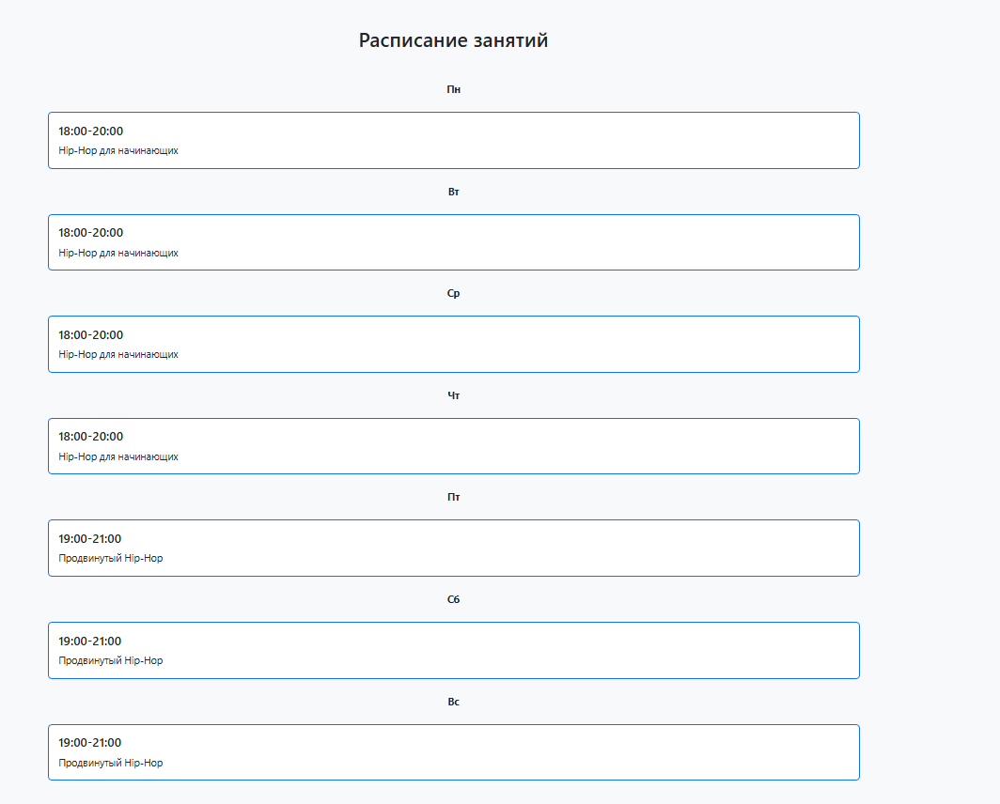 Расписание занятий
Пн
18:00-20:00
Hip-Hop для начинающих
Вт
18:00-20:00
Hip-Hop для начинающих
Ср
18:00-20:00
Hip-Hop для начинающих
Чт
18:00-20:00
Hip-Hop для начинающих
Пт
19:00-21:00
Продвинутый Hip-Hop
Сб
19:00-21:00
Продвинутый Hip-Hop
Вс
19:00-21:00
Продвинутый Hip-Hop